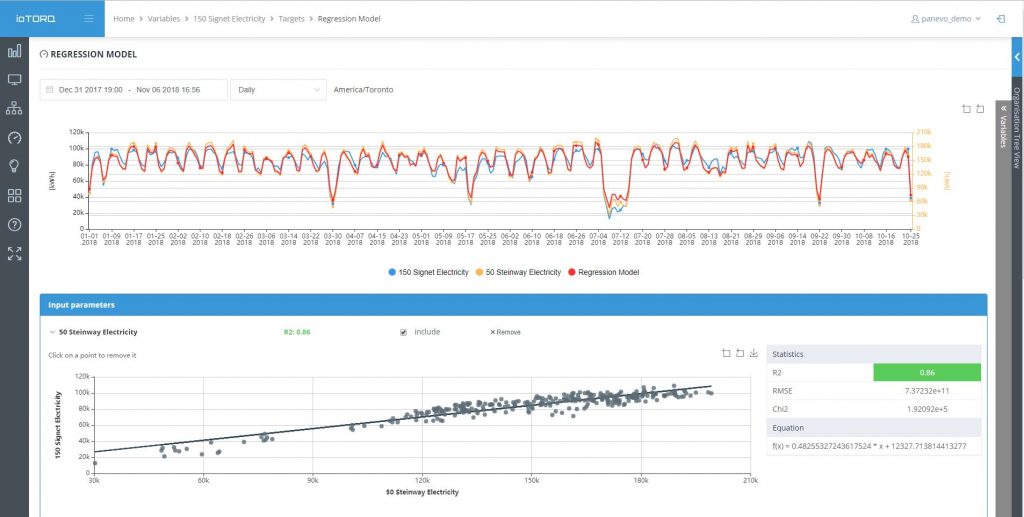 ioTORQ
Home > Variables > 150 Signet Electricity > Targets > Regression Model
panevo_demo
REGRESSION MODEL
Dec 31 2017 19:00 - Nov 06 2018 16:56
Daily
America/Toronto
Organisation Tree View
Variables
120k
100k
80k
60k
40k
20k
0
[kWh]
210k
180k
150k
120k
90k
60k
30k
0
[kWh]
01-01 01-09 01-17 01-25 02-02 02-10 02-18 02-26 03-06 03-14 03-22 03-30 04-07 04-15 04-23 05-01 05-09 05-17 05-25 06-02 06-10 06-18 06-26 07-04 07-12 07-20 07-28 08-05 08-13 08-21 08-29 09-06 09-14 09-22 09-30 10-08 10-16 10-25
2018 2018 2018 2018 2018 2018 2018 2018 2018 2018 2018 2018 2018 2018 2018 2018 2018 2018 2018 2018 2018 2018 2018 2018 2018 2018 2018 2018 2018 2018 2018 2018 2018 2018 2018 2018 2018 2018
150 Signet Electricity 50 Steinway Electricity Regression Model
Input parameters
50 Steinway Electricity R2: 0.86 include × Remove
Click on a point to remove it
120k
100k
80k
60k
40k
20k
0
150 Signet Electricity
30k 60k 90k 120k 150k 180k 210k
50 Steinway Electricity
Statistics
R2 0.86
RMSE 7.37232e+11
Chi2 1.92092e+5
Equation
f(x) = 0.48255327243617524 * x + 12327.713814413277